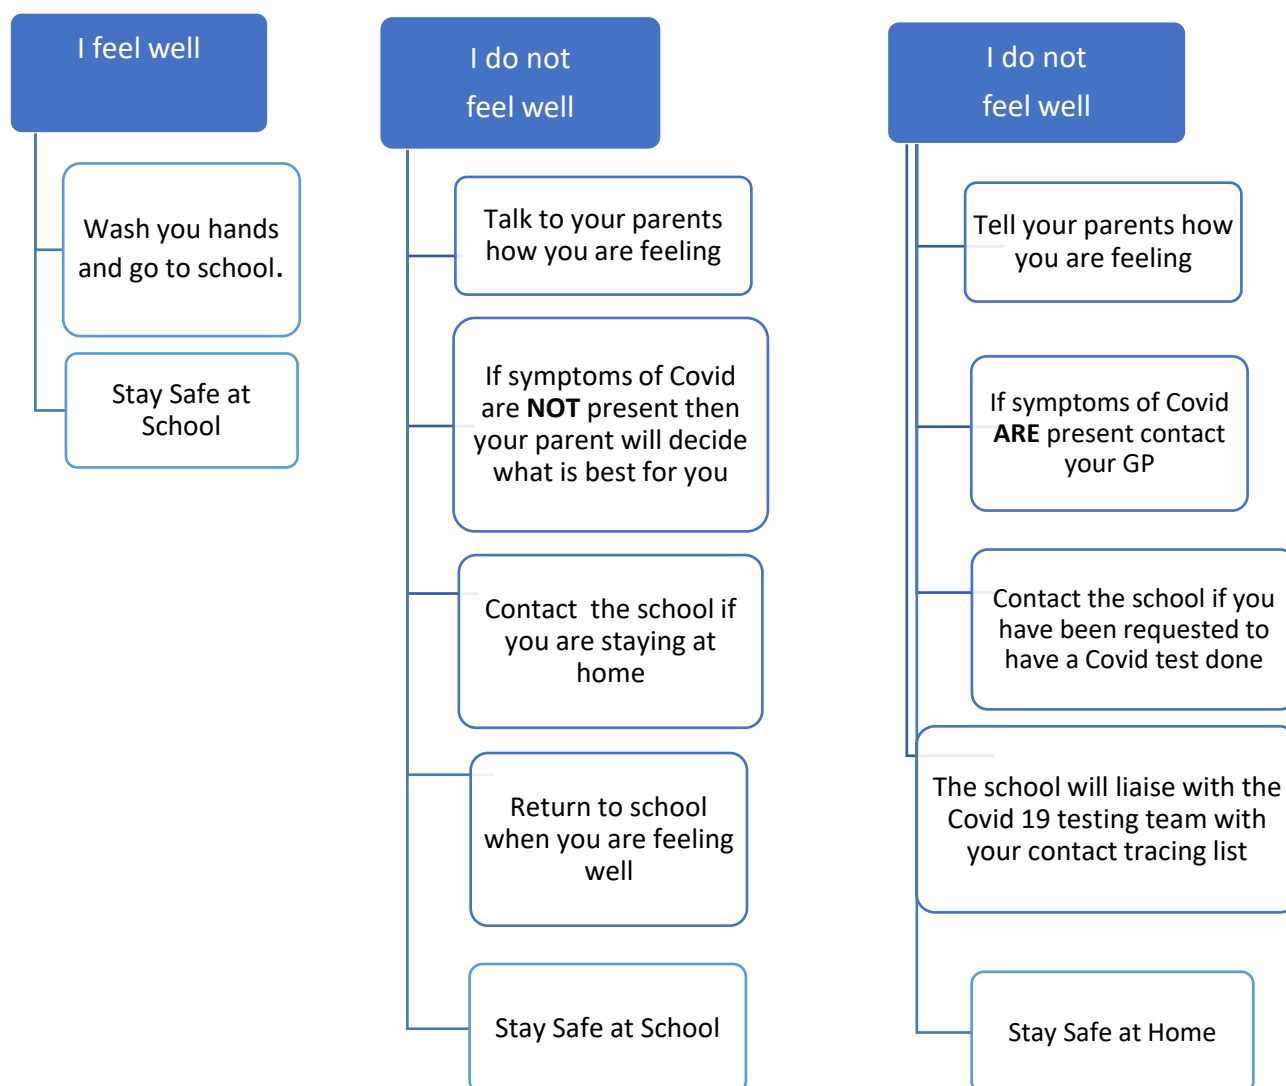 I feel well
Wash you hands
and go to school.
Stay Safe at
School
I do not
feel well
Talk to your parents
how you are feeling
If symptoms of Covid
are NOT present then
your parent will decide
what is best for you
Contact  the school if
you are staying at
home
Return to school
when you are feeling
well
Stay Safe at School
I do not
feel well
Tell your parents how
you are feeling
If symptoms of Covid
ARE present contact
your GP
Contact the school if you
have been requested to
have a Covid test done
The school will liaise with the
Covid 19 testing team with
your contact tracing list
Stay Safe at Home